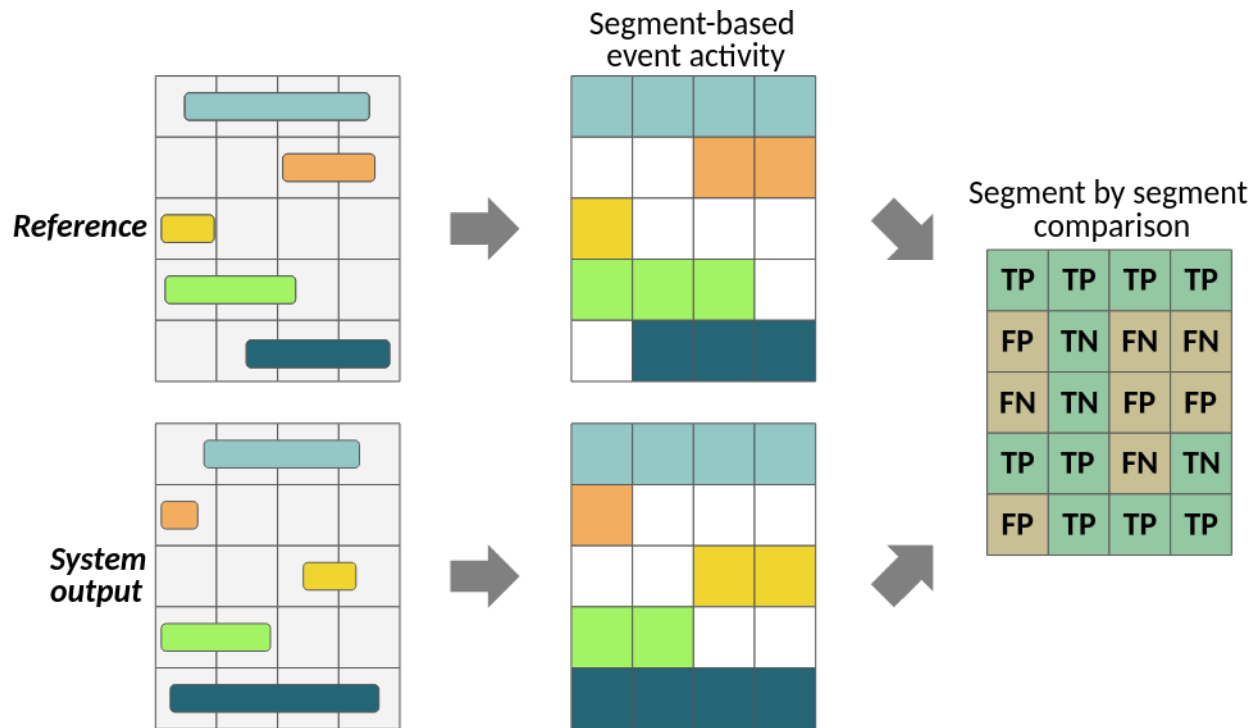 Segment-based
event activity
Reference
Segment by segment
comparison
TP TP TP TP
FP TN FN FN
FN TN FP FP
TP TP FN TN
FP TP TP TP
System
output